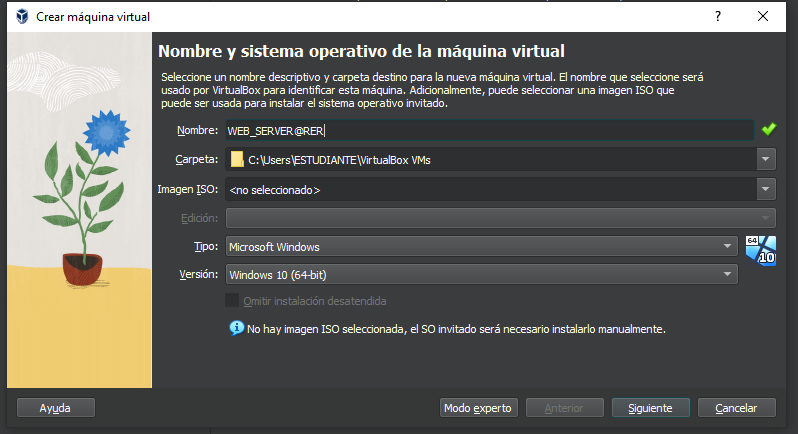 Crear máquina virtual
?
Nombre y sistema operativo de la máquina virtual
Seleccione un nombre descriptivo y carpeta destino para la nueva máquina virtual. El nombre que seleccione será
usado por VirtualBox para identificar esta máquina. Adicionalmente, puede seleccionar una imagen ISO que
puede ser usada para instalar el sistema operativo invitado.
Nombre: WEB_SERVER@RER
Carpeta: C:\Users\ESTUDIANTE\VirtualBox VMs
Imagen ISO: <no seleccionado>
Edición:
Tipo: Microsoft Windows
64
10
Versión: Windows 10 (64-bit)
Omitir instalación desatendida
No hay imagen ISO seleccionada, el SO invitado será necesario instalarlo manualmente.
Ayuda Modo experto Anterior Siguiente Cancelar